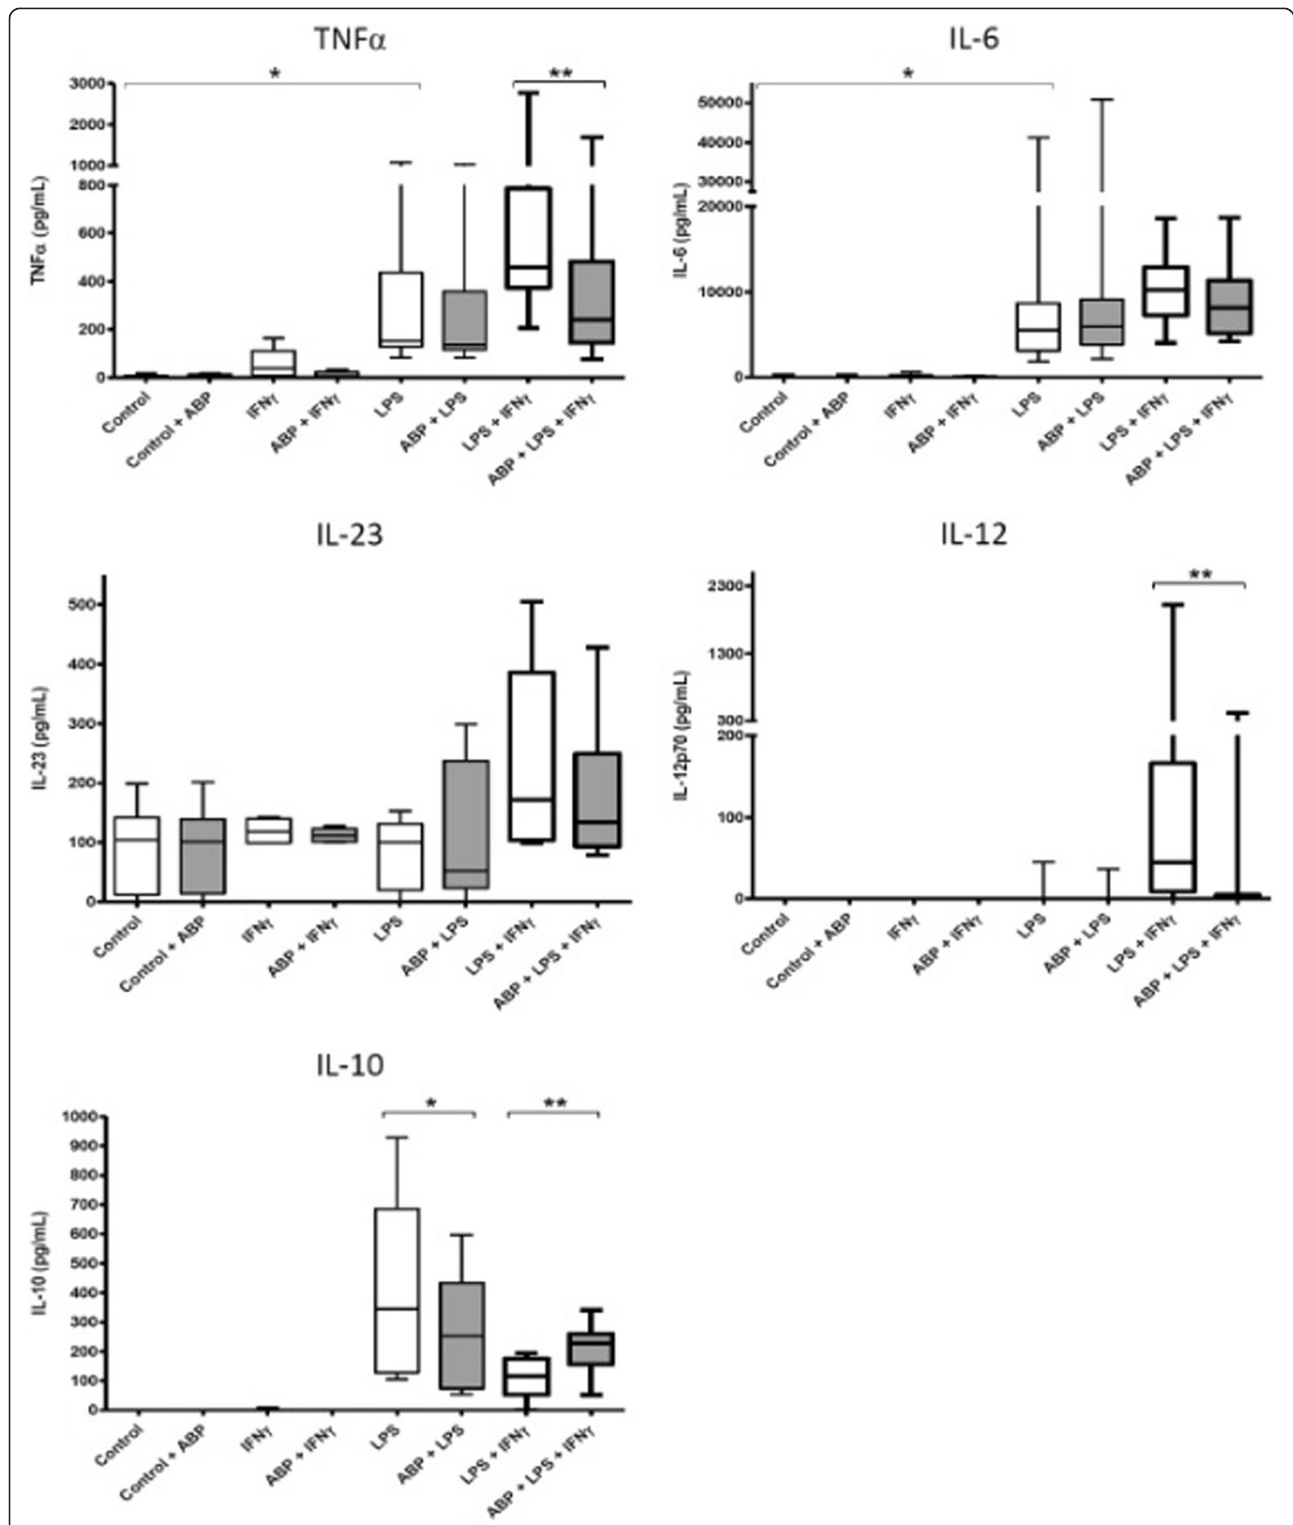 TNFα
*
**
3000
2000
1000
800
600
400
200
0
TNFα (pg/mL)
Control
Control + ABP
IFNγ
ABP + IFNγ
LPS
ABP + LPS
LPS + IFNγ
ABP + LPS + IFNγ
IL-6
*
50000
40000
30000
20000
10000
0
IL-6 (pg/mL)
Control
Control + ABP
IFNγ
ABP + IFNγ
LPS
ABP + LPS
LPS + IFNγ
ABP + LPS + IFNγ
IL-23
500
400
300
200
100
0
IL-23 (pg/mL)
Control
Control + ABP
IFNγ
ABP + IFNγ
LPS
ABP + LPS
LPS + IFNγ
ABP + LPS + IFNγ
IL-12
**
2300
1300
300
200
100
0
IL-12p70 (pg/mL)
Control
Control + ABP
IFNγ
ABP + IFNγ
LPS
ABP + LPS
LPS + IFNγ
ABP + LPS + IFNγ
IL-10
*
**
1000
900
800
700
600
500
400
300
200
100
0
IL-10 (pg/mL)
Control
Control + ABP
IFNγ
ABP + IFNγ
LPS
ABP + LPS
LPS + IFNγ
ABP + LPS + IFNγ